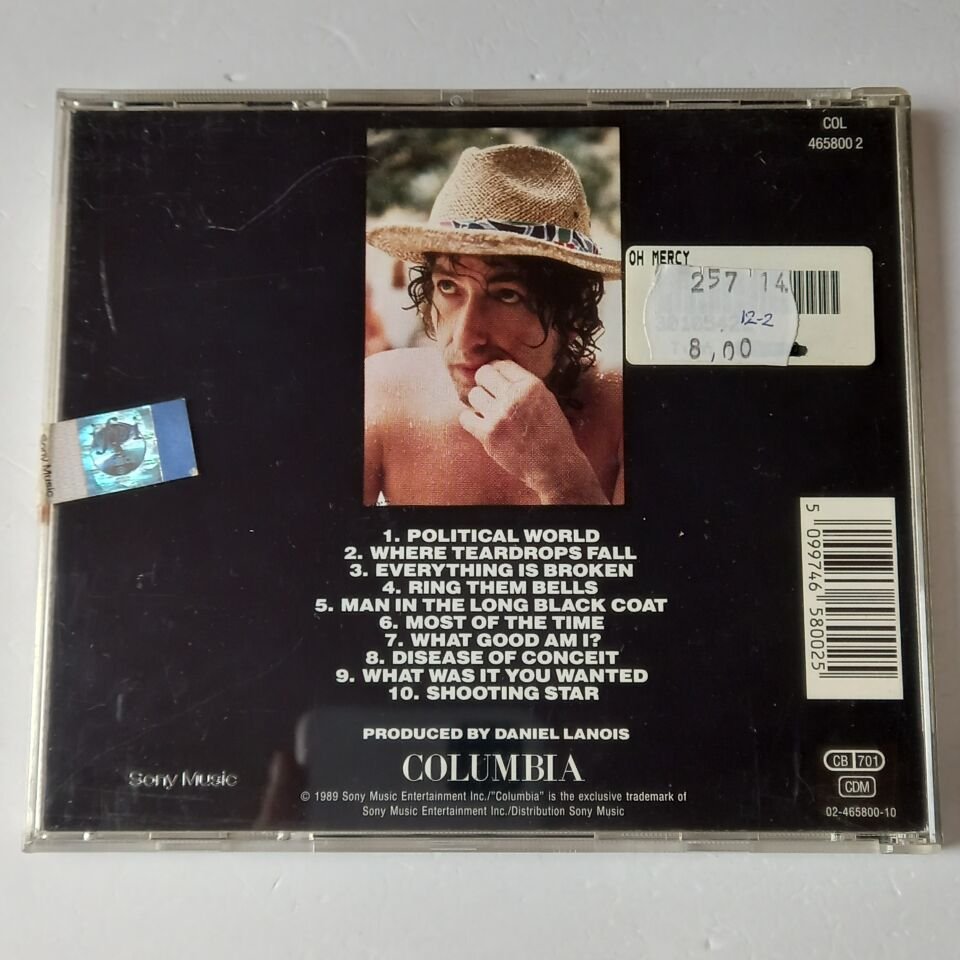 COL
465800 2
OH MERCY
257 14
12-2
8,00
Sony Music
1. POLITICAL WORLD
2. WHERE TEARDROPS FALL
3. EVERYTHING IS BROKEN
4. RING THEM BELLS
5. MAN IN THE LONG BLACK COAT
6. MOST OF THE TIME
7. WHAT GOOD AM I?
8. DISEASE OF CONCEIT
9. WHAT WAS IT YOU WANTED
10. SHOOTING STAR
5 099746 580025
PRODUCED BY DANIEL LANOIS
COLUMBIA
Sony Music
© 1989 Sony Music Entertainment Inc./"Columbia" is the exclusive trademark of
Sony Music Entertainment Inc./Distribution Sony Music
CB 701
CDM
02-465800-10